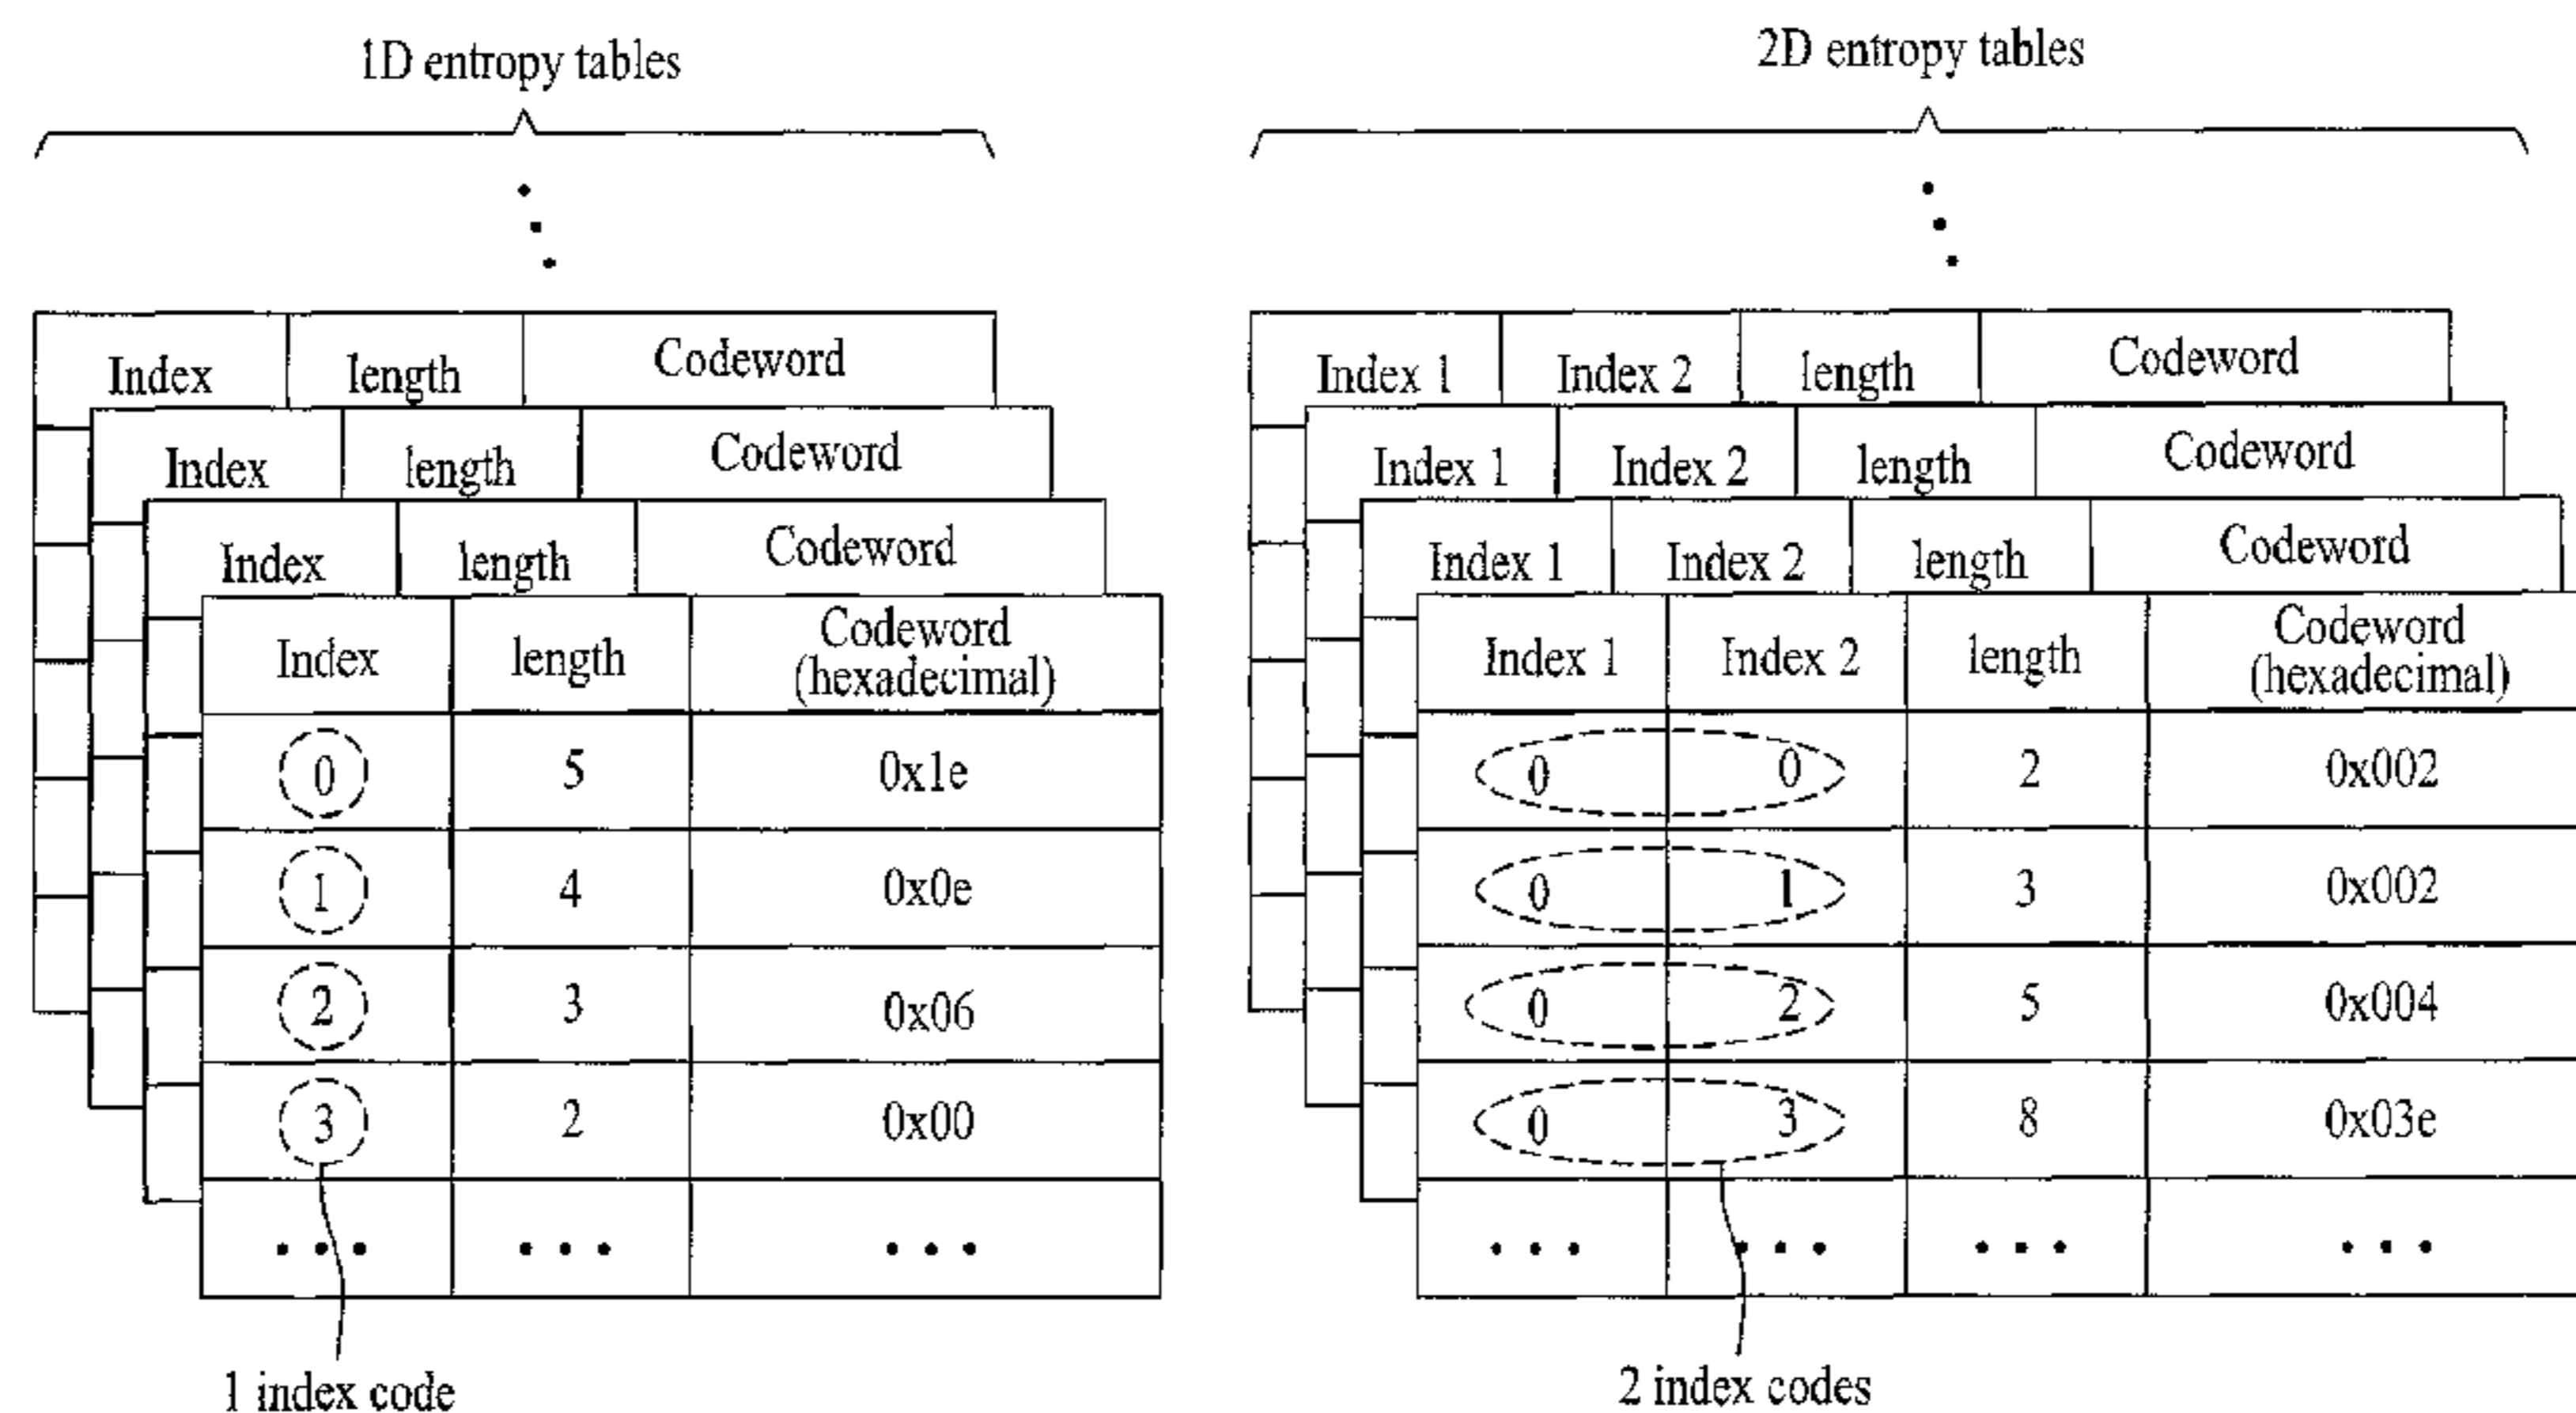 1D entropy tables
2D entropy tables
Index length Codeword
Index length Codeword
Index length Codeword
Index length Codeword
(hexadecimal)
0 5 0x1e
1 4 0x0e
2 3 0x06
3 2 0x00
... ... ...
1 index code
Index 1 Index 2 length Codeword
Index 1 Index 2 length Codeword
Index 1 Index 2 length Codeword
Index 1 Index 2 length Codeword
(hexadecimal)
0 0 2 0x002
0 1 3 0x002
0 2 5 0x004
0 3 8 0x03e
... ... ... ...
2 index codes